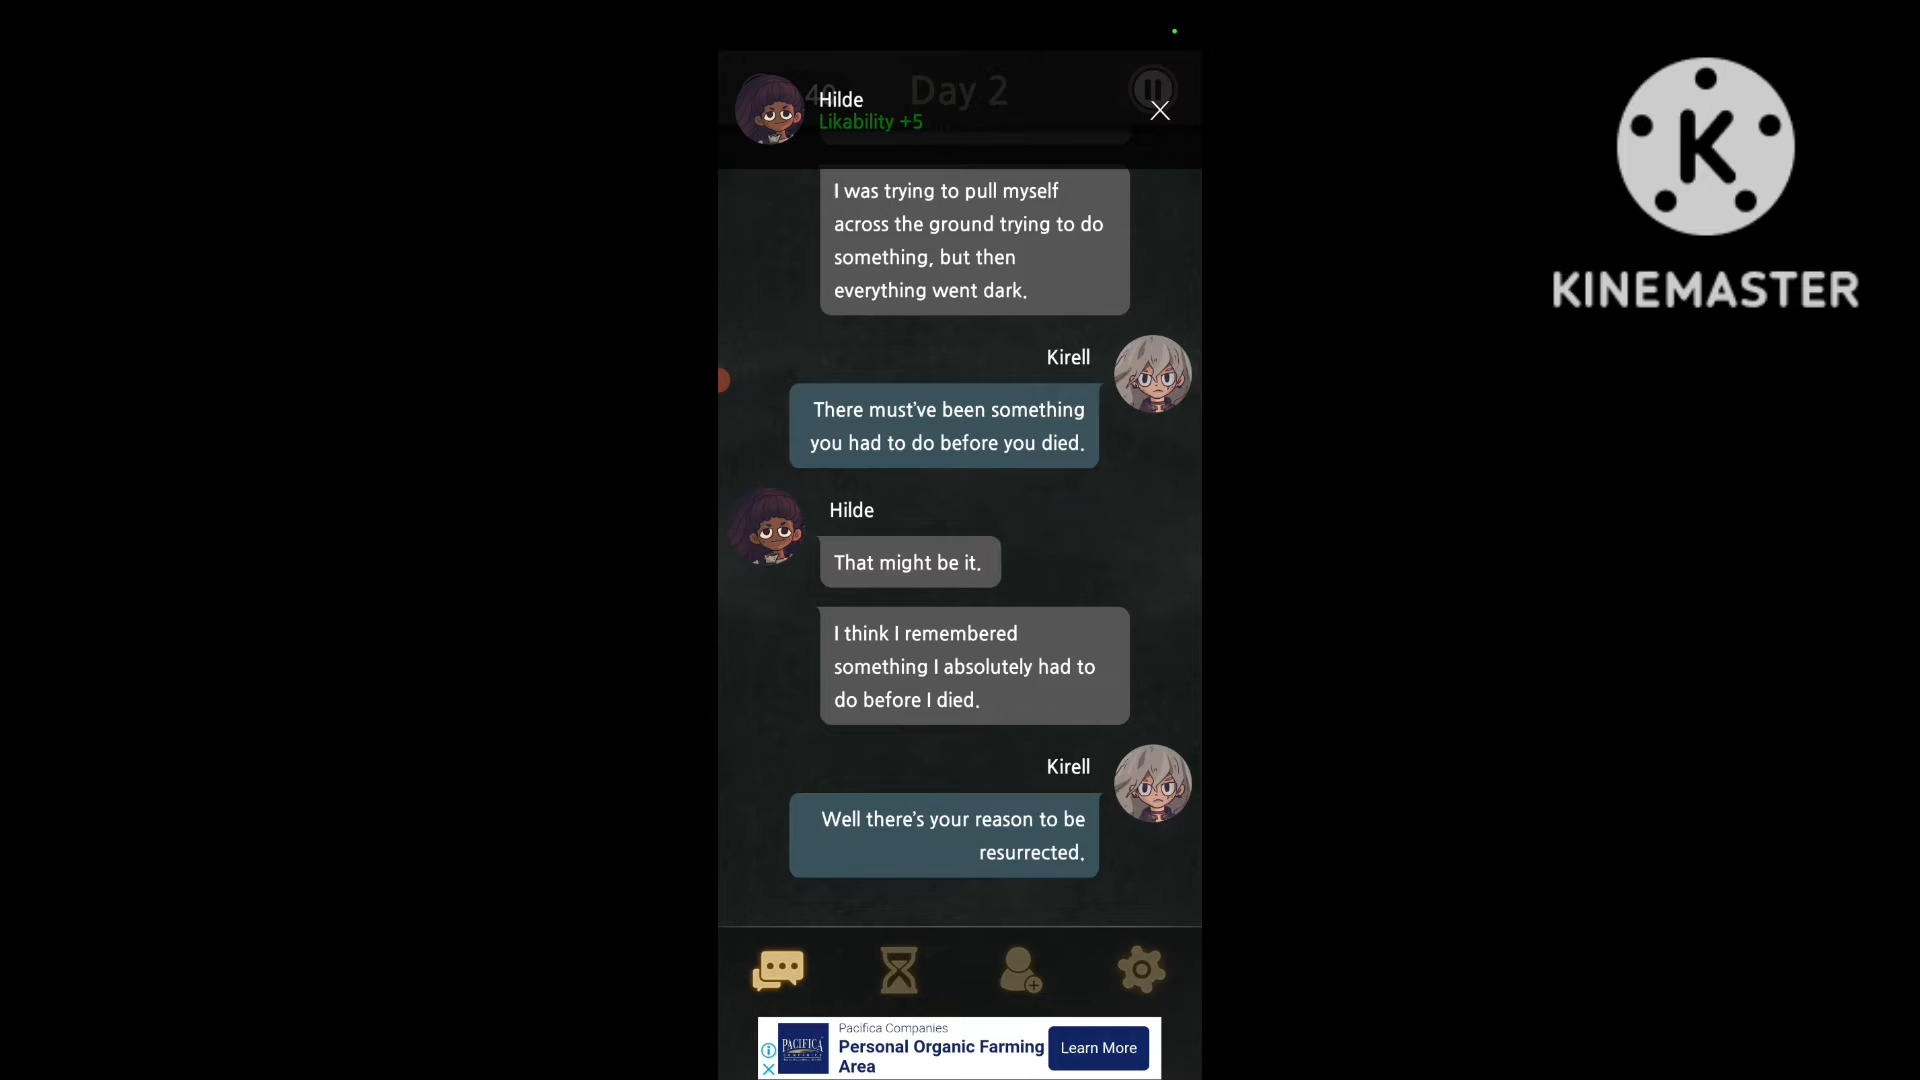 40
Day 2
Hilde
Likability +5
I was trying to pull myself
across the ground trying to do
something, but then
everything went dark.
Kirell
There must've been something
you had to do before you died.
Hilde
That might be it.
I think I remembered
something I absolutely had to
do before I died.
Kirell
Well there's your reason to be
resurrected.
Pacifica Companies
Personal Organic Farming
Area
Learn More
PACIFICA
COMPANIES
K
KINEMASTER